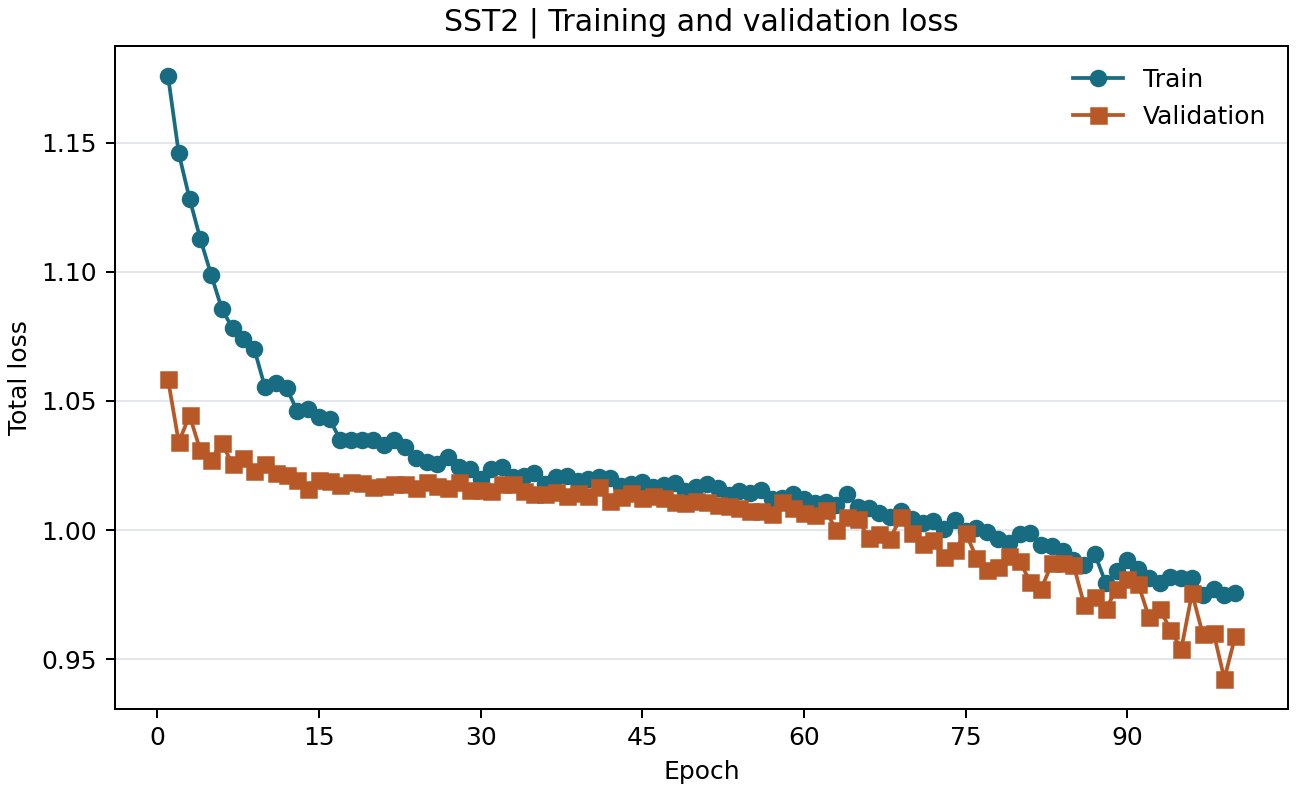 SST2 | Training and validation loss
Train
Validation
Total loss
1.15
1.10
1.05
1.00
0.95
0 15 30 45 60 75 90
Epoch